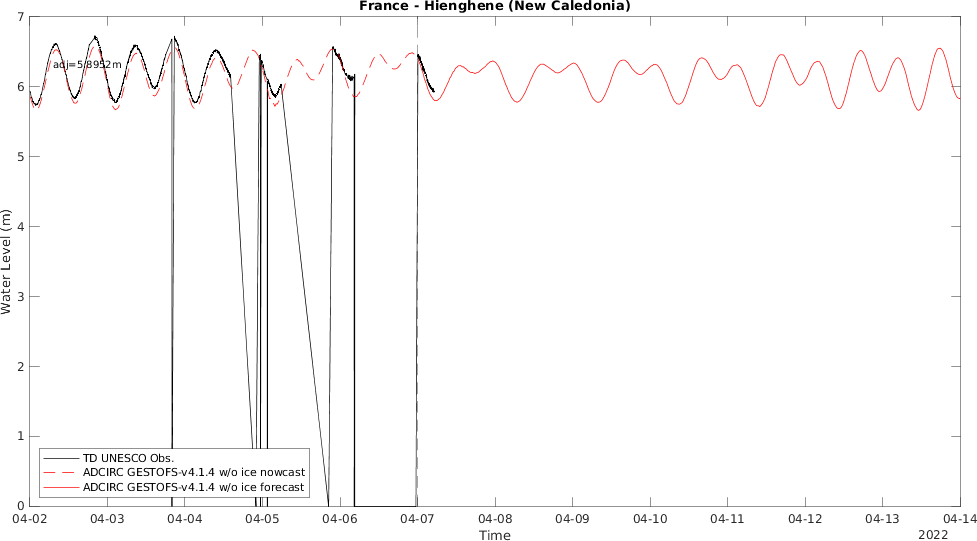 France - Hienghene (New Caledonia)
7
6
5
4
3
2
1
0
Water Level (m)
adj=5.8952m
TD UNESCO Obs.
ADCIRC GESTOFS-v4.1.4 w/o ice nowcast
ADCIRC GESTOFS-v4.1.4 w/o ice forecast
04-02 04-03 04-04 04-05 04-06 04-07 04-08 04-09 04-10 04-11 04-12 04-13 04-14
Time
2022